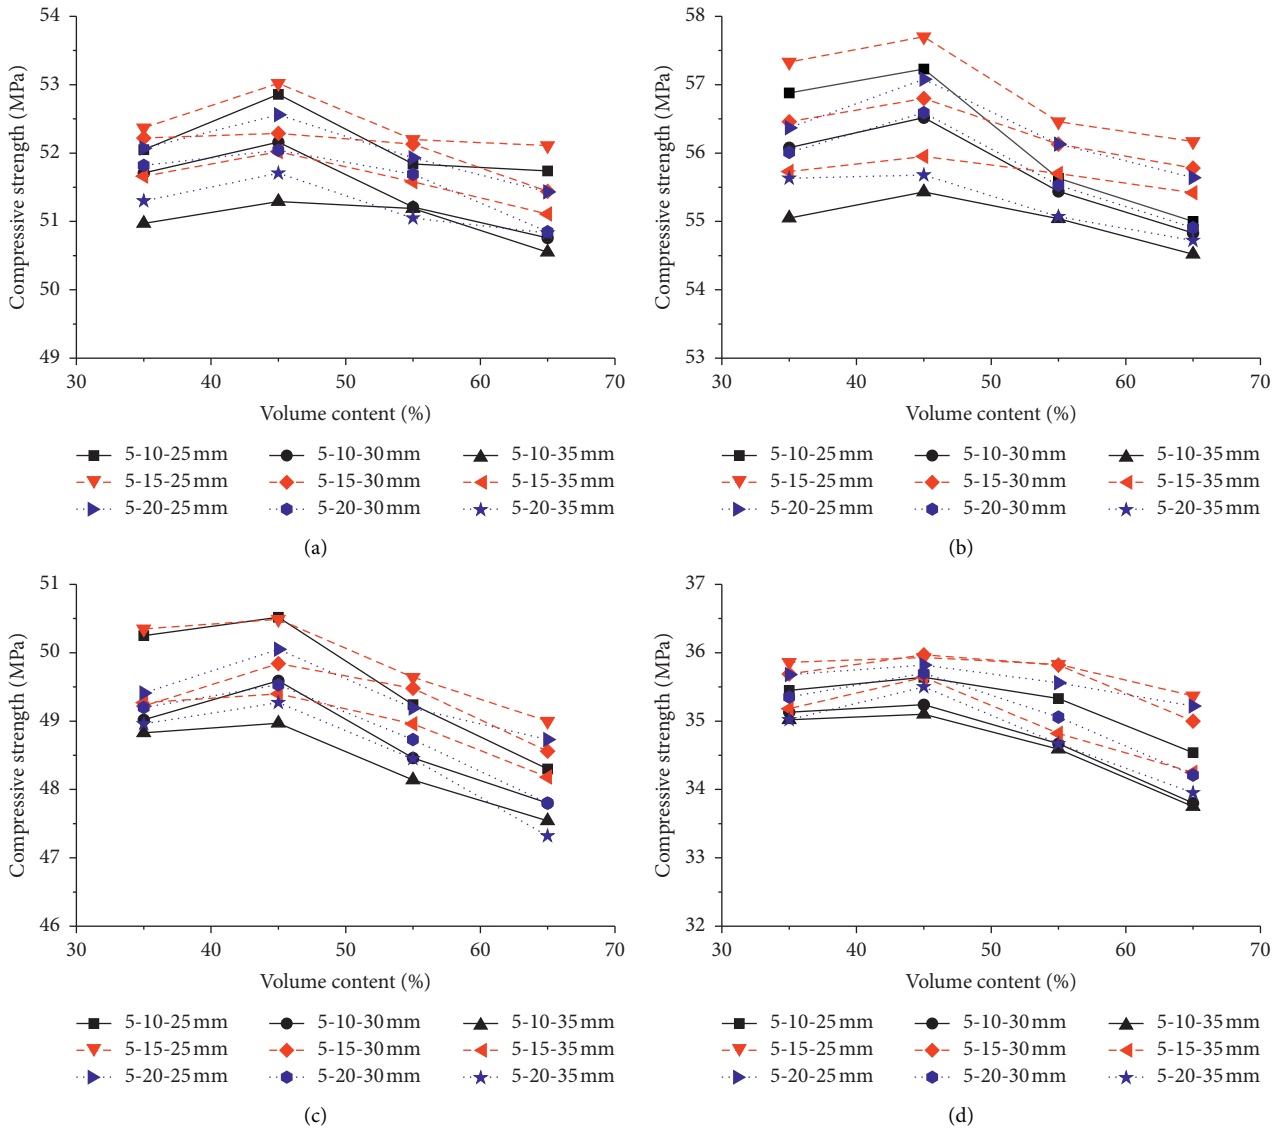 54
53
52
51
50
49
30 40 50 60 70
Compressive strength (MPa)
Volume content (%)
5-10-25 mm 5-10-30 mm 5-10-35 mm
5-15-25 mm 5-15-30 mm 5-15-35 mm
5-20-25 mm 5-20-30 mm 5-20-35 mm
(a)
58
57
56
55
54
53
30 40 50 60 70
Compressive strength (MPa)
Volume content (%)
5-10-25 mm 5-10-30 mm 5-10-35 mm
5-15-25 mm 5-15-30 mm 5-15-35 mm
5-20-25 mm 5-20-30 mm 5-20-35 mm
(b)
51
50
49
48
47
46
30 40 50 60 70
Compressive strength (MPa)
Volume content (%)
5-10-25 mm 5-10-30 mm 5-10-35 mm
5-15-25 mm 5-15-30 mm 5-15-35 mm
5-20-25 mm 5-20-30 mm 5-20-35 mm
(c)
37
36
35
34
33
32
30 40 50 60 70
Compressive strength (MPa)
Volume content (%)
5-10-25 mm 5-10-30 mm 5-10-35 mm
5-15-25 mm 5-15-30 mm 5-15-35 mm
5-20-25 mm 5-20-30 mm 5-20-35 mm
(d)